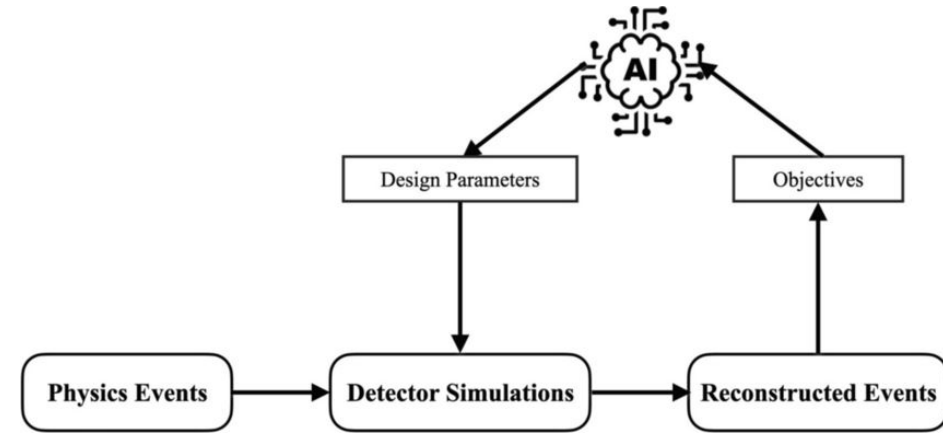 AI
Design Parameters
Objectives
Physics Events
Detector Simulations
Reconstructed Events